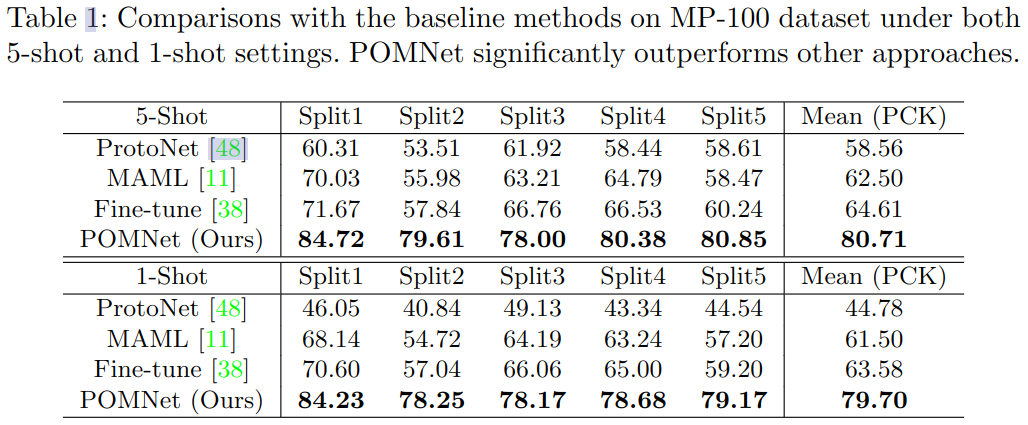 Table 1: Comparisons with the baseline methods on MP-100 dataset under both
5-shot and 1-shot settings. POMNet significantly outperforms other approaches.
5-Shot Split1 Split2 Split3 Split4 Split5 Mean (PCK)
ProtoNet [48] 60.31 53.51 61.92 58.44 58.61 58.56
MAML [11] 70.03 55.98 63.21 64.79 58.47 62.50
Fine-tune [38] 71.67 57.84 66.76 66.53 60.24 64.61
POMNet (Ours) 84.72 79.61 78.00 80.38 80.85 80.71
1-Shot Split1 Split2 Split3 Split4 Split5 Mean (PCK)
ProtoNet [48] 46.05 40.84 49.13 43.34 44.54 44.78
MAML [11] 68.14 54.72 64.19 63.24 57.20 61.50
Fine-tune [38] 70.60 57.04 66.06 65.00 59.20 63.58
POMNet (Ours) 84.23 78.25 78.17 78.68 79.17 79.70